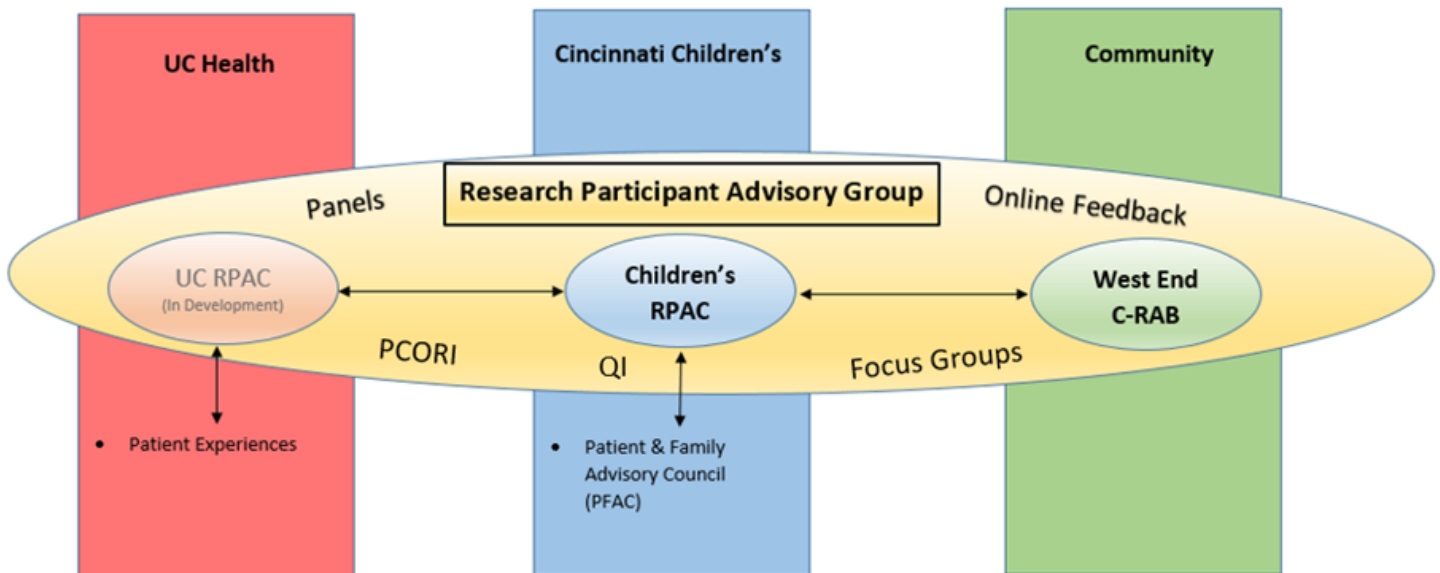 UC Health
Cincinnati Children's
Community
Research Participant Advisory Group
Panels
Online Feedback
UC RPAC
(In Development)
Children's
RPAC
West End
C-RAB
PCORI
QI
Focus Groups
• Patient Experiences
• Patient & Family
Advisory Council
(PFAC)